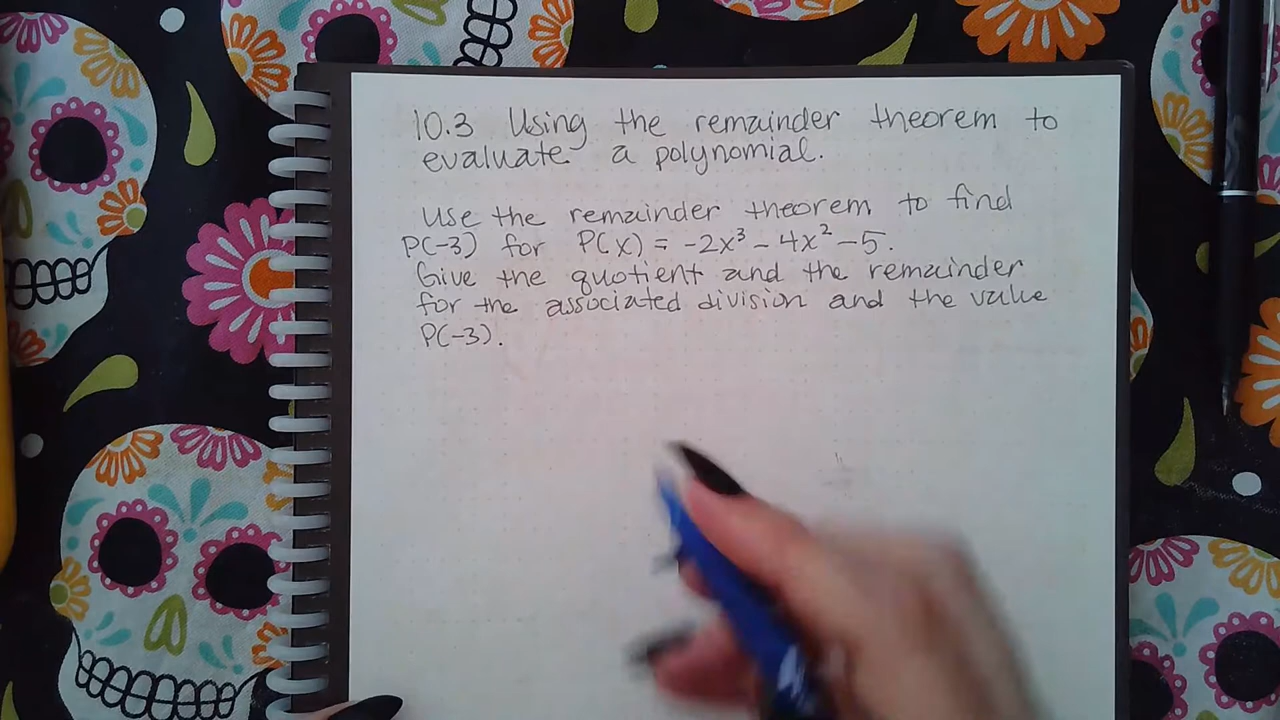 10.3 Using the remainder theorem to
evaluate a polynomial.
Use the remainder theorem to find
P(-3) for P(x) = -2x³ - 4x² - 5.
Give the quotient and the remainder
for the associated division and the value
P(-3).